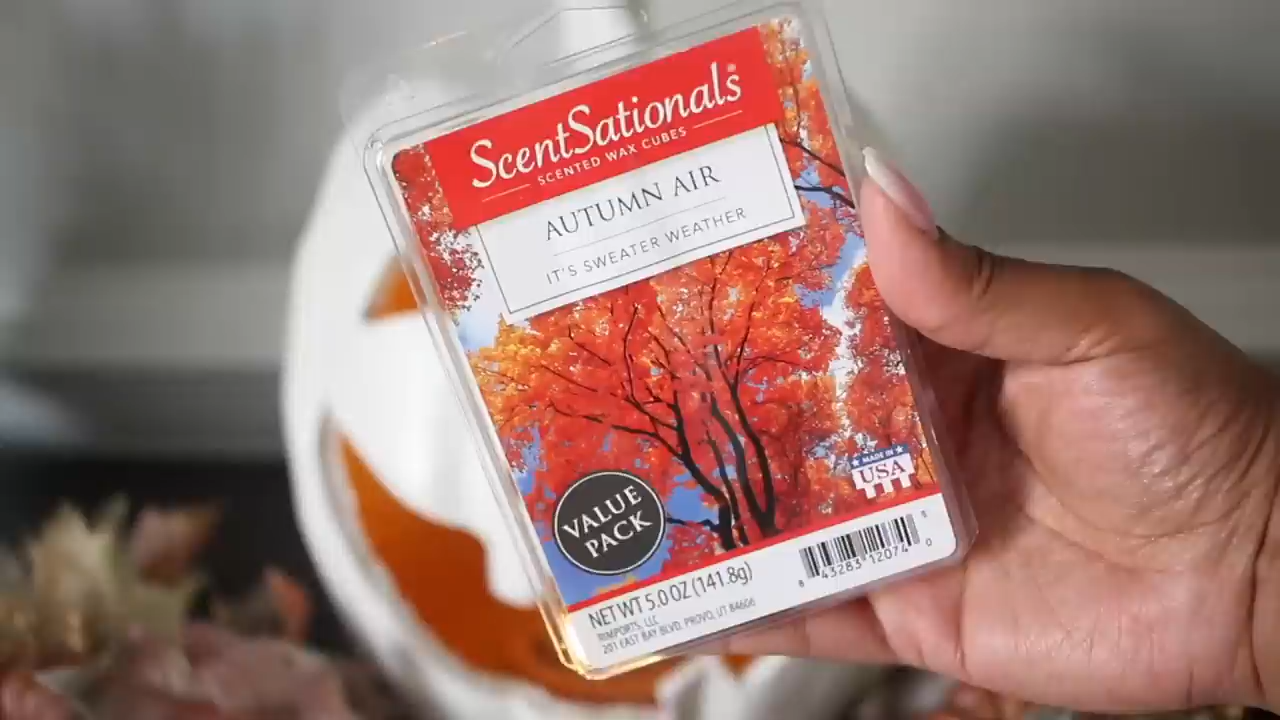 ScentSationals®
SCENTED WAX CUBES
AUTUMN AIR
IT'S SWEATER WEATHER
MADE IN
USA
VALUE
PACK
NET WT 5.0 OZ (141.8g)
RIMPORTS, LLC
201 EAST BAY BLVD, PROVO, UT 84606
8 43283 12074 0